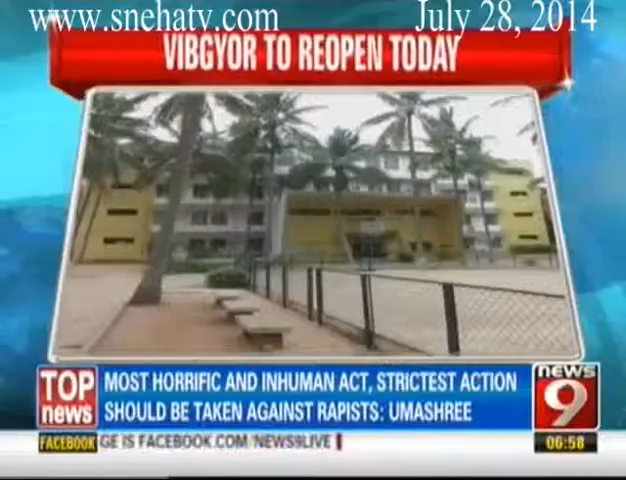 www.snehatv.com July 28, 2014
VIBGYOR TO REOPEN TODAY
TOP news
MOST HORRIFIC AND INHUMAN ACT, STRICTEST ACTION
SHOULD BE TAKEN AGAINST RAPISTS: UMASHREE
NEWS 9
FACEBOOK GE IS FACEBOOK.COM/NEWS9LIVE
06:58